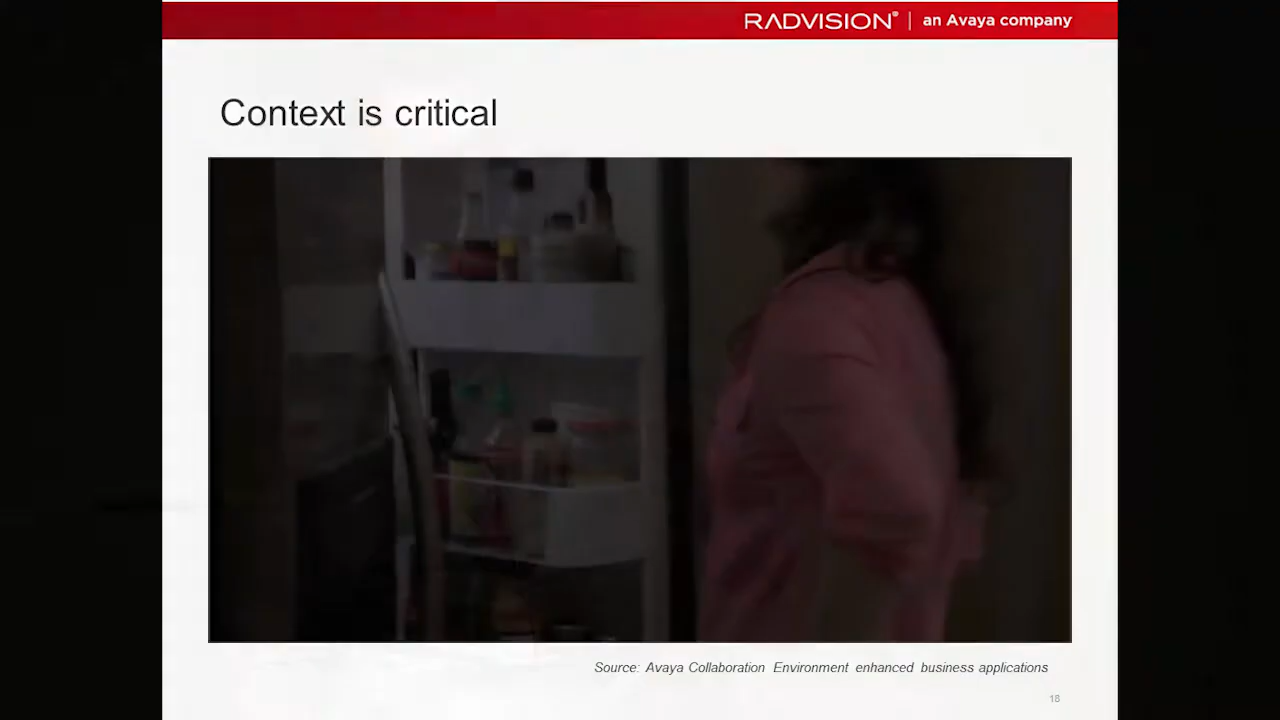 RADVISION® | an Avaya company
Context is critical
Source: Avaya Collaboration Environment enhanced business applications
18